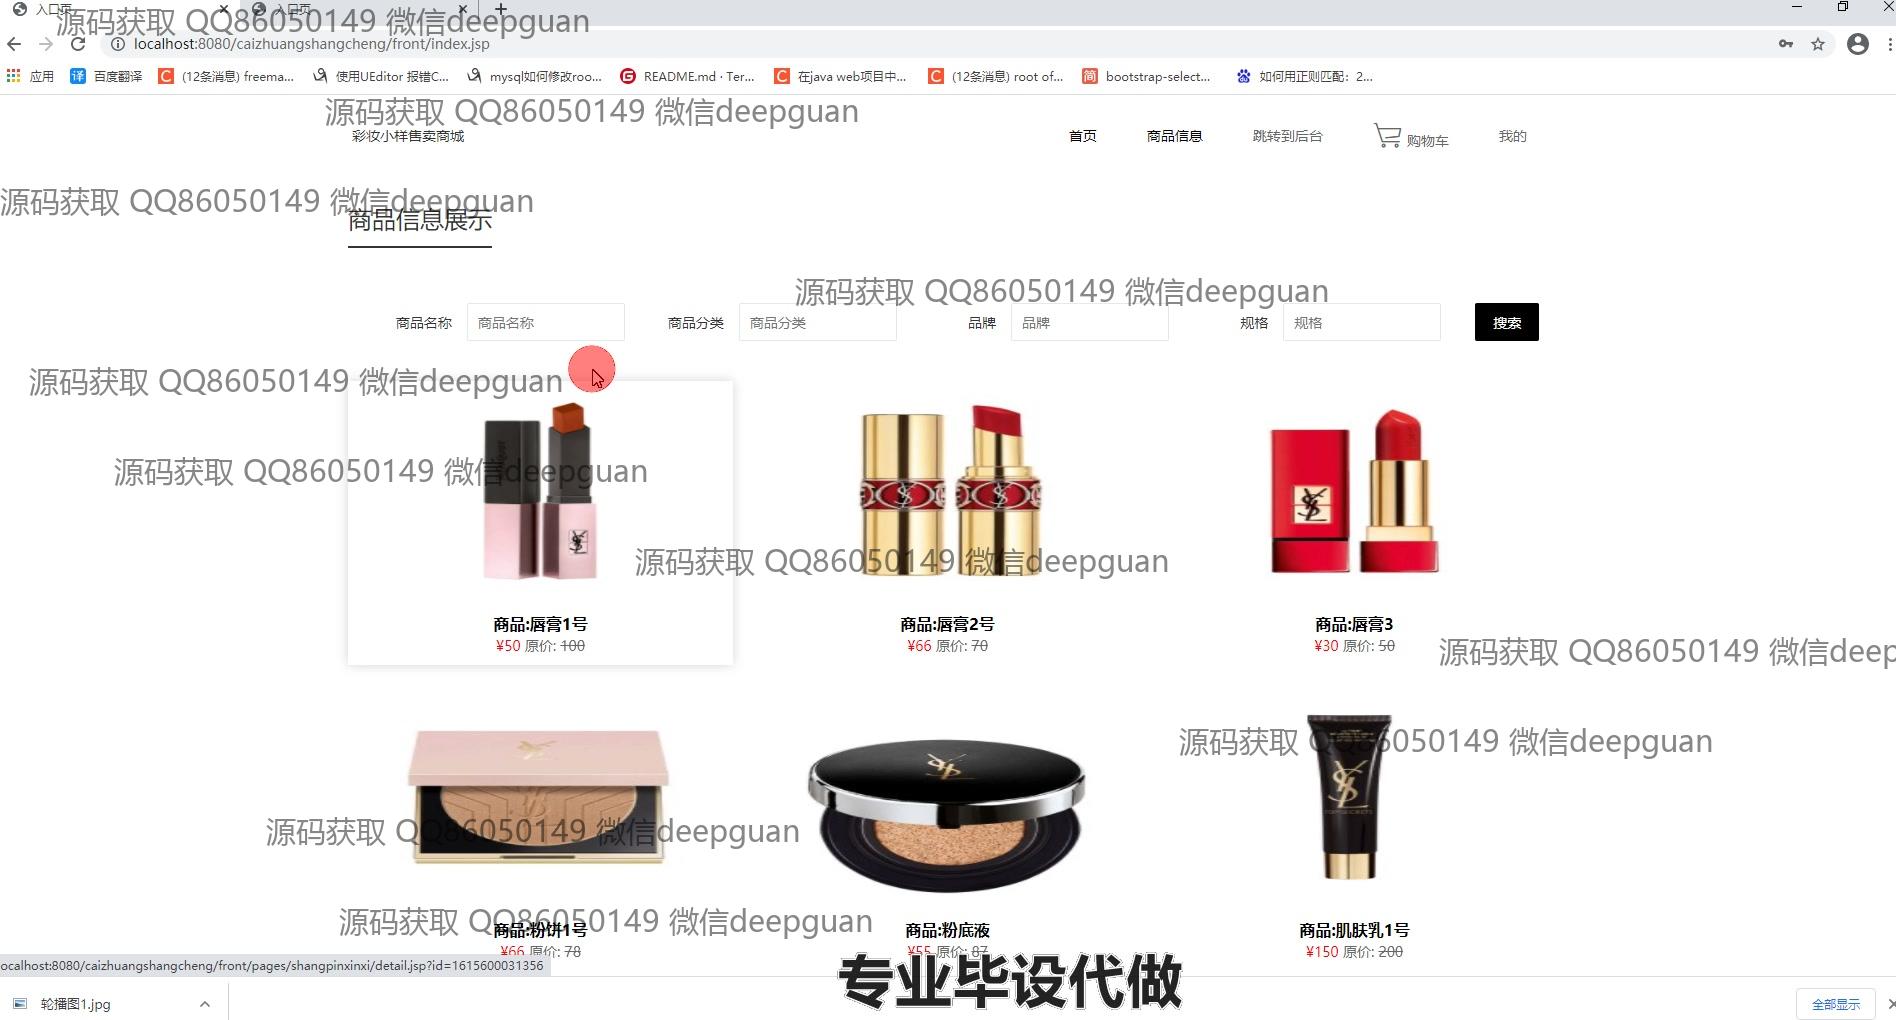 入口页
入口页
源码获取 QQ86050149 微信deepguan
localhost:8080/caizhuangshangcheng/front/index.jsp
应用
百度翻译
(12条消息) freema...
使用UEditor 报错C...
mysql如何修改roo...
README.md · Ter...
在java web项目中...
(12条消息) root of...
bootstrap-select...
如何用正则匹配：2...
源码获取 QQ86050149 微信deepguan
彩妆小样售卖商城
首页
商品信息
跳转到后台
购物车
我的
源码获取 QQ86050149 微信deepguan
商品信息展示
源码获取 QQ86050149 微信deepguan
商品名称
商品名称
商品分类
商品分类
品牌
品牌
规格
规格
搜索
源码获取 QQ86050149 微信deepguan
源码获取 QQ86050149 微信deepguan
源码获取 QQ86050149 微信deepguan
商品:唇膏1号
¥50 原价: 100
商品:唇膏2号
¥66 原价: 70
商品:唇膏3
¥30 原价: 50
源码获取 QQ86050149 微信deep
源码获取 QQ86050149 微信deepguan
源码获取 QQ86050149 微信deepguan
源码获取 QQ86050149 微信deepguan
商品:粉饼1号
¥66 原价: 78
商品:粉底液
¥55 原价: 87
商品:肌肤乳1号
¥150 原价: 200
ocalhost:8080/caizhuangshangcheng/front/pages/shangpinxinxi/detail.jsp?id=1615600031356
专业毕设代做
轮播图1.jpg
全部显示